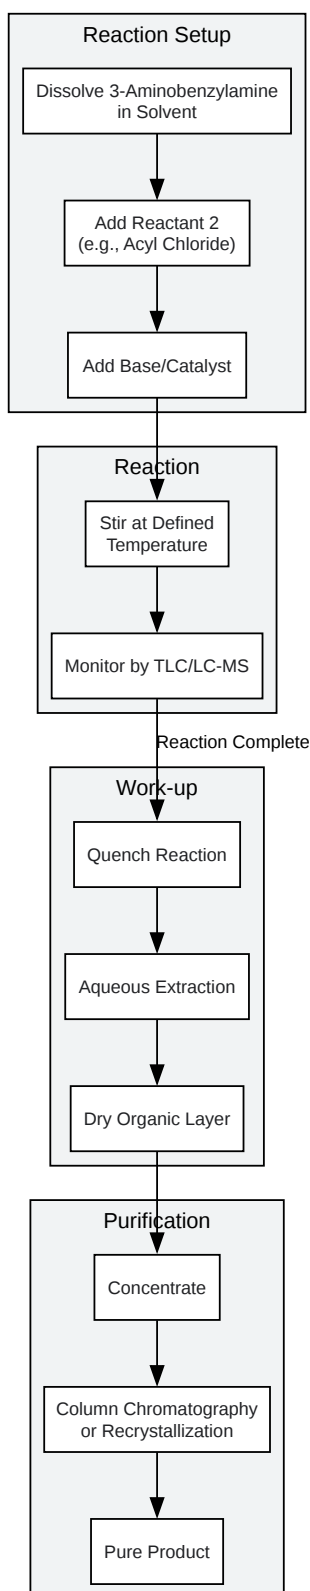 Reaction Setup
Dissolve 3-Aminobenzylamine
in Solvent
Add Reactant 2
(e.g., Acyl Chloride)
Add Base/Catalyst
Reaction
Stir at Defined
Temperature
Monitor by TLC/LC-MS
Reaction Complete
Work-up
Quench Reaction
Aqueous Extraction
Dry Organic Layer
Purification
Concentrate
Column Chromatography
or Recrystallization
Pure Product